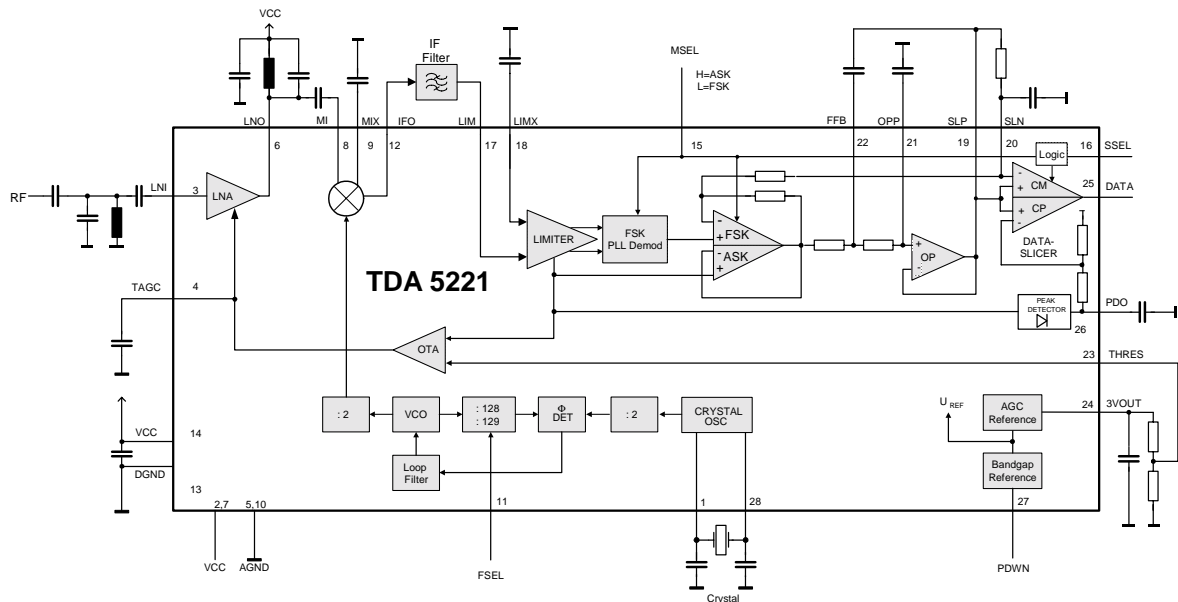 VCC
IF
Filter
MSEL
H=ASK
L=FSK
LNO
MI
MIX
IFO
LIM
LIMX
FFB
OPP
SLP
SLN
6
8
9
12
17
18
15
22
21
19
20
16
SSEL
Logic
RF
LNI
3
LNA
25
DATA
-
+
CM
+
CP
-
DATA-
SLICER
LIMITER
FSK
PLL Demod
-
+
FSK
-
ASK
+
+
OP
-
TDA 5221
TAGC
4
PEAK
DETECTOR
26
PDO
OTA
23
THRES
: 2
VCO
: 128
: 129
Φ
DET
: 2
CRYSTAL
OSC
U REF
AGC
Reference
24
3VOUT
VCC
14
Loop
Filter
Bandgap
Reference
DGND
13
2,7
5,10
11
1
28
27
VCC
AGND
FSEL
PDWN
Crystal